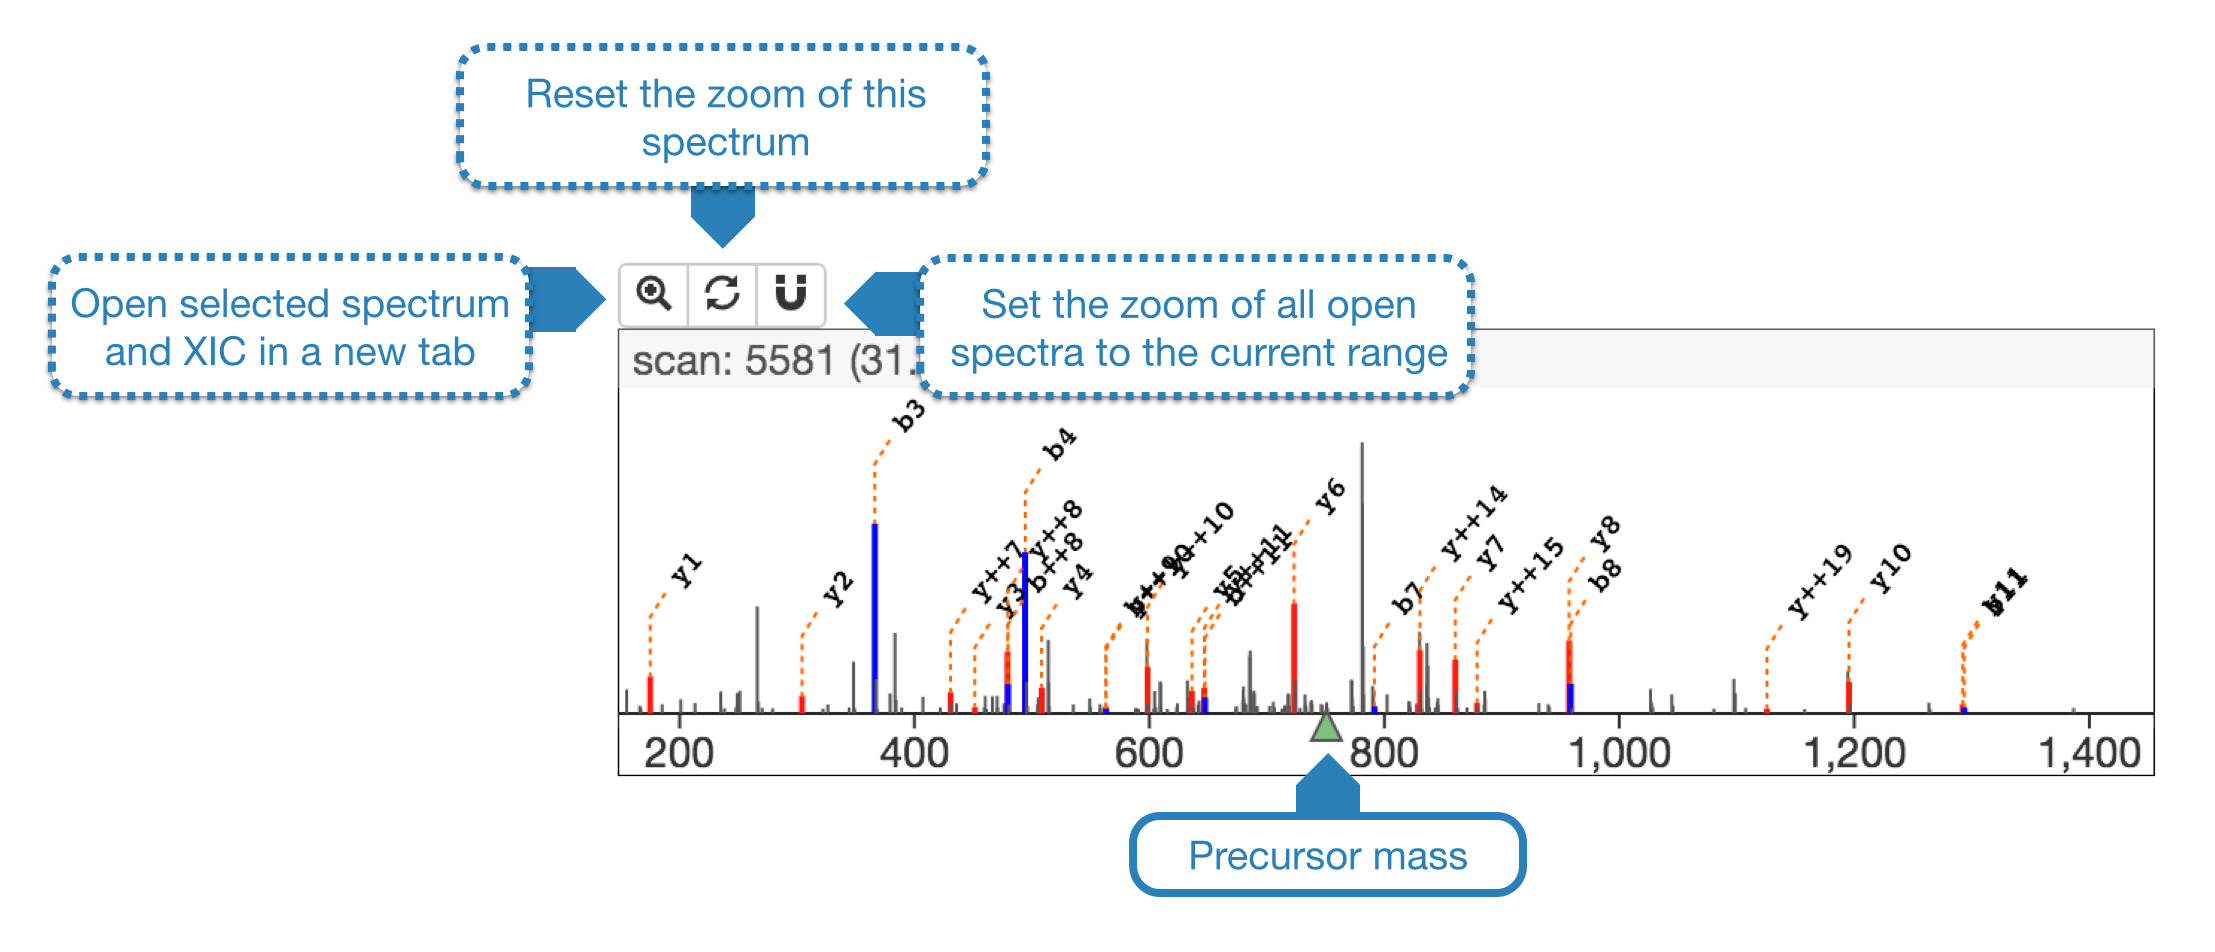 Reset the zoom of this
spectrum
Open selected spectrum
and XIC in a new tab
Set the zoom of all open
spectra to the current range
scan: 5581 (31.
b3
b4
y6
y++14
y++8
y++10
y8
y1
y2
y++7
y3
b++8
y4
y5
b7
y7
y++15
b8
y++19
y10
200 400 600 800 1,000 1,200 1,400
Precursor mass